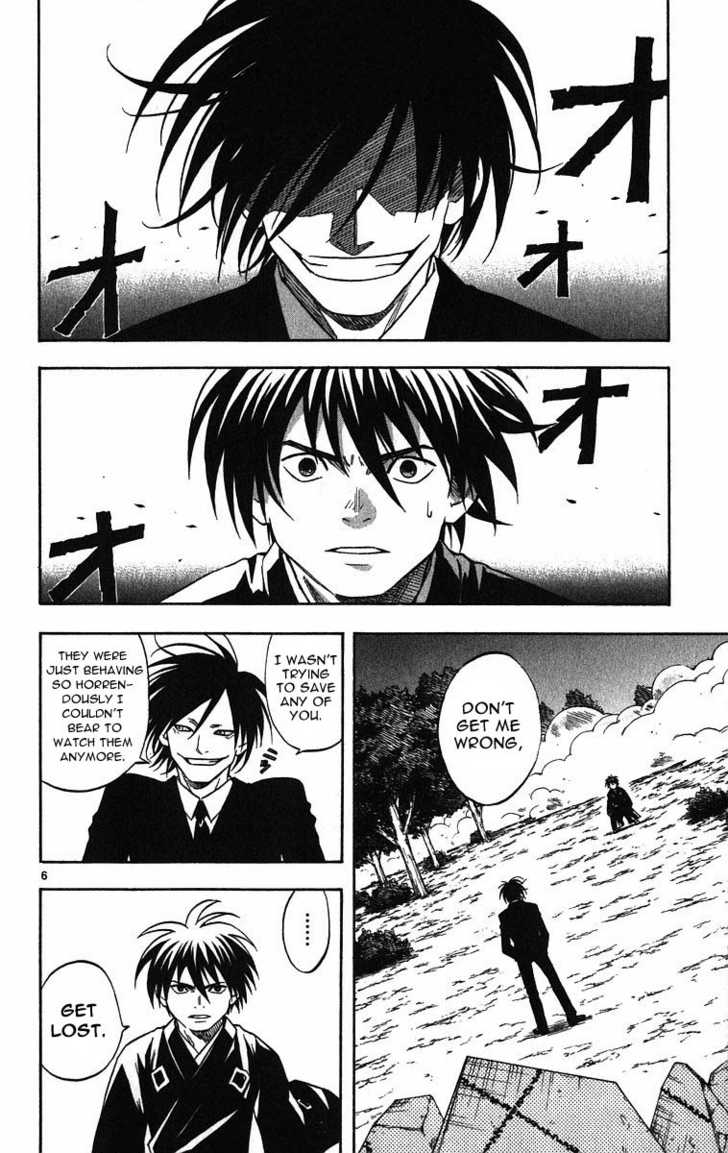 オ
オ
オ
オ
オ
DON'T
GET ME
WRONG,
I WASN'T
TRYING
TO SAVE
ANY OF
YOU.
THEY WERE
JUST BEHAVING
SO HORREN-
DOUSLY I
COULDN'T
BEAR TO
WATCH THEM
ANYMORE.
6
......
GET
LOST.